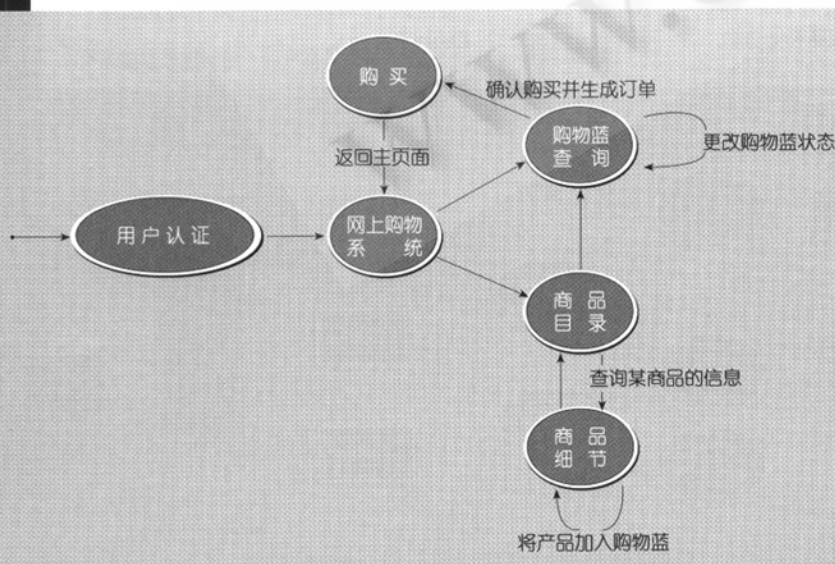 购 买
确认购买并生成订单
购物蓝
查 询
更改购物蓝状态
返回主页面
用 户 认 证
网上购物
系 统
商 品
目 录
查询某商品的信息
商 品
细 节
将产品加入购物蓝
www.